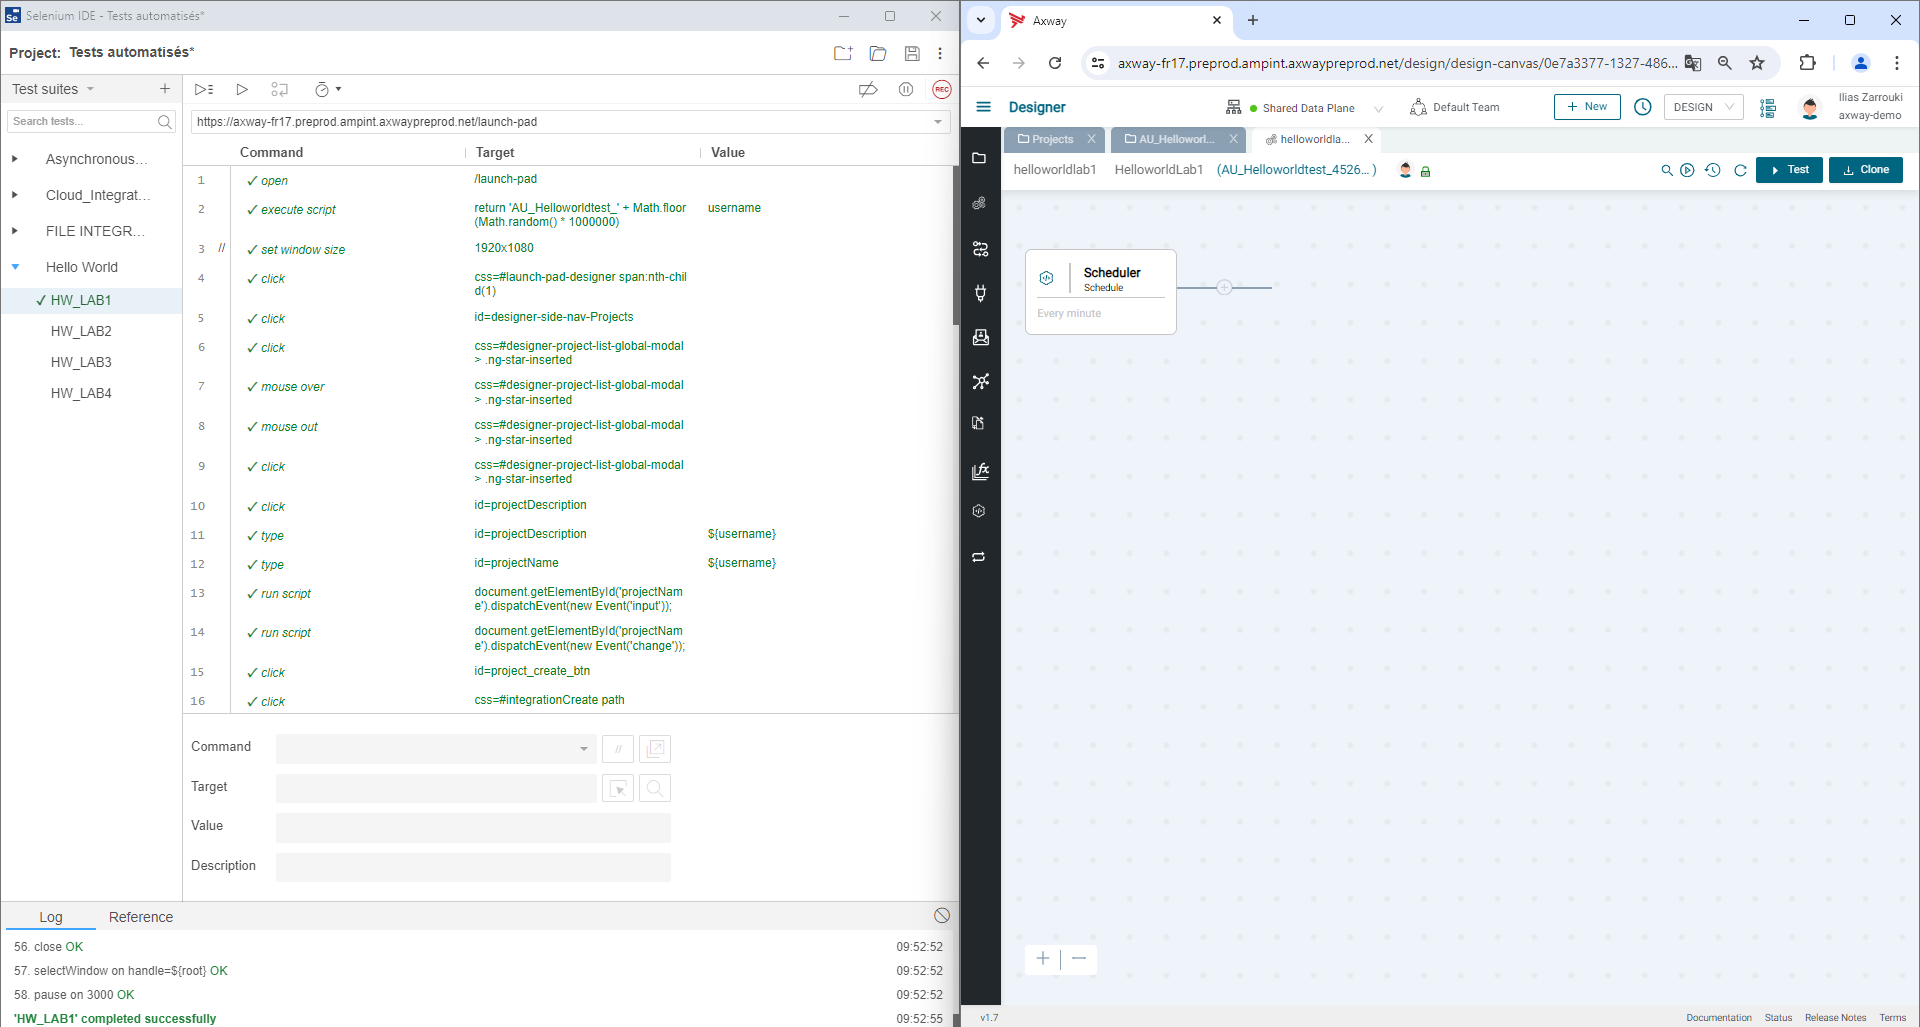 Selenium IDE - Tests automatisés*
Project: Tests automatisés*
Test suites
Search tests...
Asynchronous...
Cloud_Integrat...
FILE INTEGR...
Hello World
✓ HW_LAB1
HW_LAB2
HW_LAB3
HW_LAB4
REC
https://axway-fr17.preprod.ampint.axwaypreprod.net/launch-pad
Command Target Value
1 ✓ open /launch-pad
2 ✓ execute script return 'AU_Helloworldtest_' + Math.floor username
(Math.random() * 1000000)
3 // ✓ set window size 1920x1080
4 ✓ click css=#launch-pad-designer span:nth-chil
d(1)
5 ✓ click id=designer-side-nav-Projects
6 ✓ click css=#designer-project-list-global-modal
> .ng-star-inserted
7 ✓ mouse over css=#designer-project-list-global-modal
> .ng-star-inserted
8 ✓ mouse out css=#designer-project-list-global-modal
> .ng-star-inserted
9 ✓ click css=#designer-project-list-global-modal
> .ng-star-inserted
10 ✓ click id=projectDescription
11 ✓ type id=projectDescription ${username}
12 ✓ type id=projectName ${username}
13 ✓ run script document.getElementById('projectNam
e').dispatchEvent(new Event('input'));
14 ✓ run script document.getElementById('projectNam
e').dispatchEvent(new Event('change'));
15 ✓ click id=project_create_btn
16 ✓ click css=#integrationCreate path
Command //
Target
Value
Description
Log Reference
56. close OK 09:52:52
57. selectWindow on handle=${root} OK 09:52:52
58. pause on 3000 OK 09:52:52
'HW_LAB1' completed successfully 09:52:55
Axway
axway-fr17.preprod.ampint.axwaypreprod.net/design/design-canvas/0e7a3377-1327-486...
Designer
Shared Data Plane
Default Team
+ New
DESIGN
Ilias Zarrouki
axway-demo
Projects
AU_Helloworl...
helloworldla...
helloworldlab1 HelloworldLab1 (AU_Helloworldtest_4526... )
Test
Clone
Scheduler
Schedule
Every minute
v1.7
Documentation Status Release Notes Terms